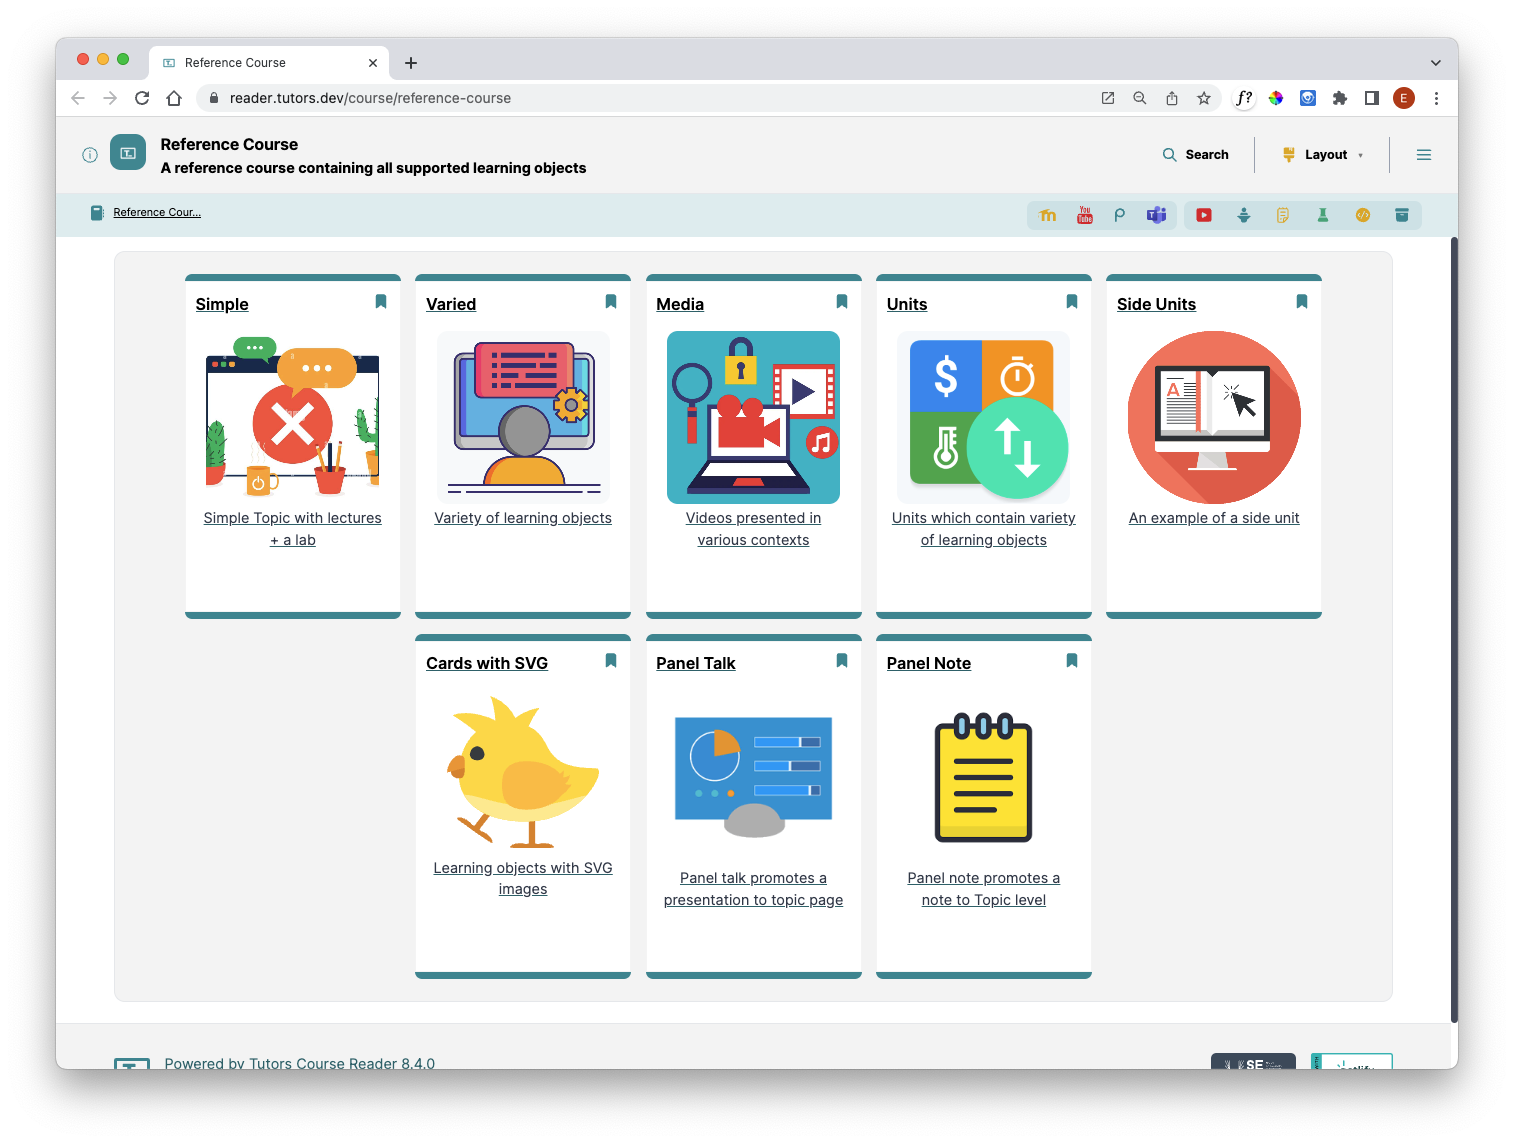 Reference Course
reader.tutors.dev/course/reference-course
f?
E
Reference Course
A reference course containing all supported learning objects
Search
Layout
Reference Cour...
You
Tube
Simple
Varied
Media
Units
Side Units
Simple Topic with lectures
+ a lab
Variety of learning objects
Videos presented in
various contexts
Units which contain variety
of learning objects
An example of a side unit
Cards with SVG
Panel Talk
Panel Note
Learning objects with SVG
images
Panel talk promotes a
presentation to topic page
Panel note promotes a
note to Topic level
Powered by Tutors Course Reader 8.4.0
SE